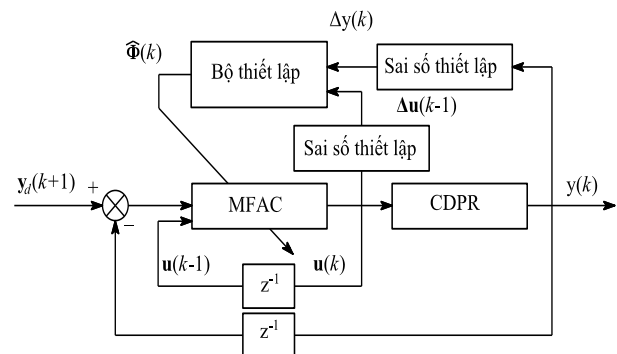 Δy(k)
Φ̂(k)
Bộ thiết lập
Sai số thiết lập
Δu(k-1)
Sai số thiết lập
y_d(k+1)
+
−
MFAC
CDPR
y(k)
u(k-1)
z⁻¹
u(k)
z⁻¹